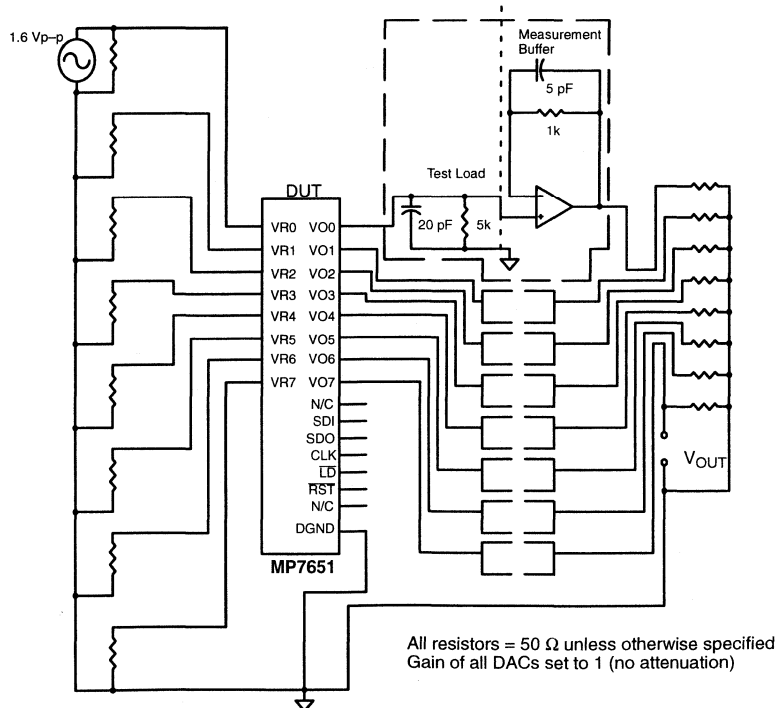 1.6 Vp–p
Measurement
Buffer
5 pF
1k
Test Load
20 pF
5k
DUT
VR0 VO0
VR1 VO1
VR2 VO2
VR3 VO3
VR4 VO4
VR5 VO5
VR6 VO6
VR7 VO7
N/C
SDI
SDO
CLK
LD
RST
N/C
DGND
MP7651
VOUT
All resistors = 50 Ω unless otherwise specified
Gain of all DACs set to 1 (no attenuation)